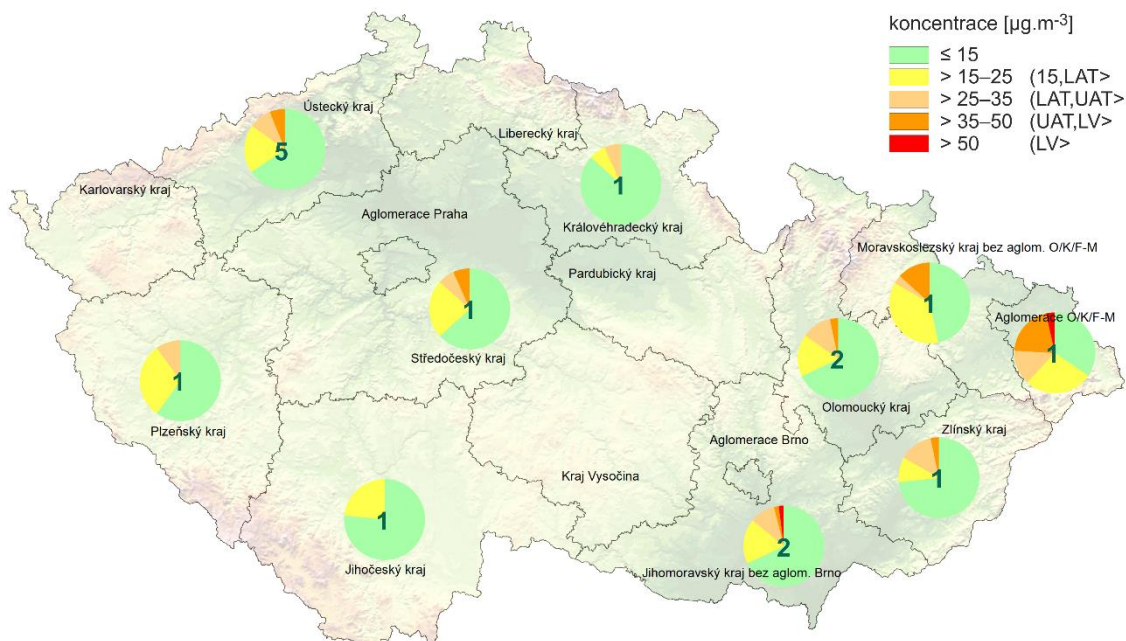 koncentrace [µg.m⁻³]
≤ 15
> 15–25 (15,LAT>
> 25–35 (LAT,UAT>
> 35–50 (UAT,LV>
> 50 (LV>
Ústecký kraj
5
Liberecký kraj
Karlovarský kraj
1
Královéhradecký kraj
Aglomerace Praha
Moravskoslezský kraj bez aglom. O/K/F-M
Pardubický kraj
1
1
Aglomerace O/K/F-M
1
Středočeský kraj
2
Olomoucký kraj
1
Plzeňský kraj
Zlínský kraj
Aglomerace Brno
1
Kraj Vysočina
1
Jihočeský kraj
2
Jihomoravský kraj bez aglom. Brno